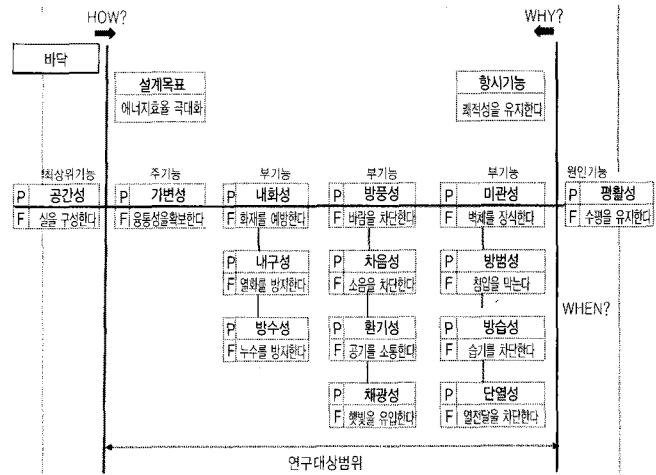 HOW?
WHY?
바닥
설계목표
에너지효율 극대화
항시기능
쾌적성을 유지한다
최상위기능
주기능
부기능
부기능
부기능
원인기능
P 공간성
F 실을 구성한다
P 가변성
F 융통성을확보한다
P 내화성
F 화재를 예방한다
P 방풍성
F 바람을 차단한다
P 미관성
F 벽체를 장식한다
P 평활성
F 수평을 유지한다
P 내구성
F 열화를 방지한다
P 차음성
F 소음을 차단한다
P 방범성
F 침입을 막는다
WHEN?
P 방수성
F 누수를 방지한다
P 환기성
F 공기를 소통한다
P 방습성
F 습기를 차단한다
P 채광성
F 햇빛을 유입한다
P 단열성
F 열전달을 차단한다
연구대상범위